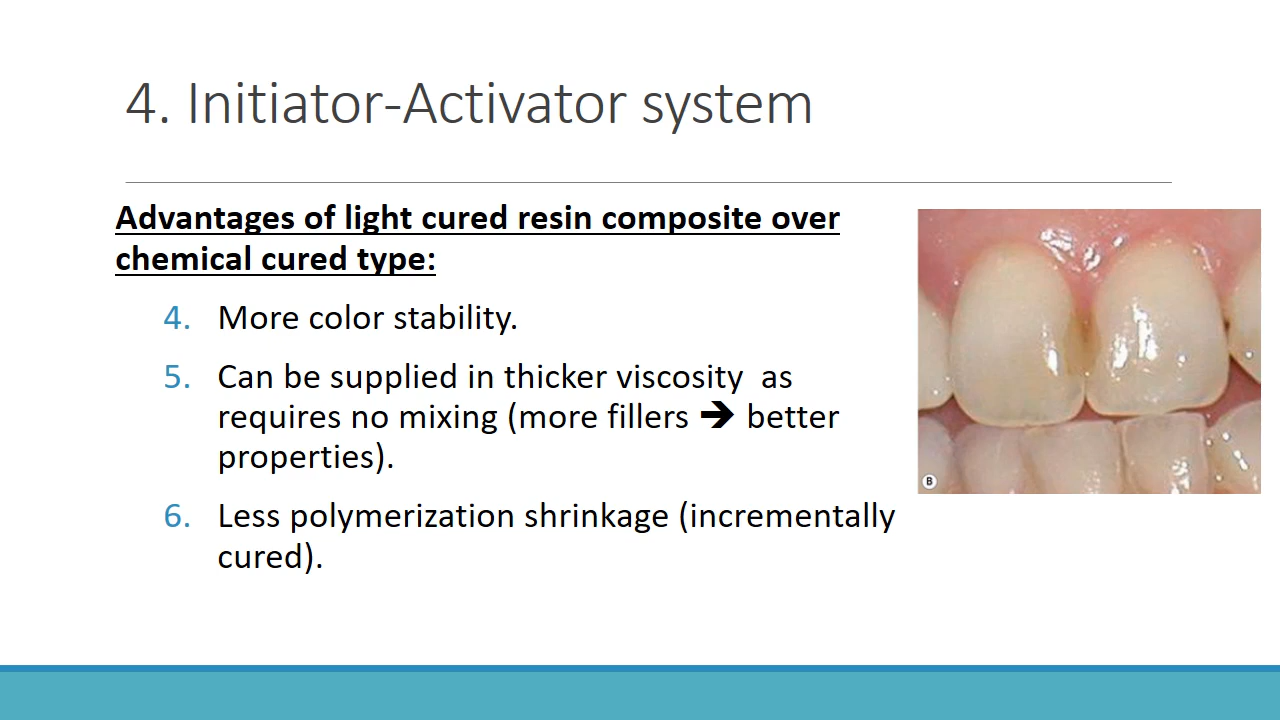 4. Initiator-Activator system
Advantages of light cured resin composite over
chemical cured type:
4. More color stability.
5. Can be supplied in thicker viscosity  as
requires no mixing (more fillers 🡺 better
properties).
6. Less polymerization shrinkage (incrementally
cured).
B